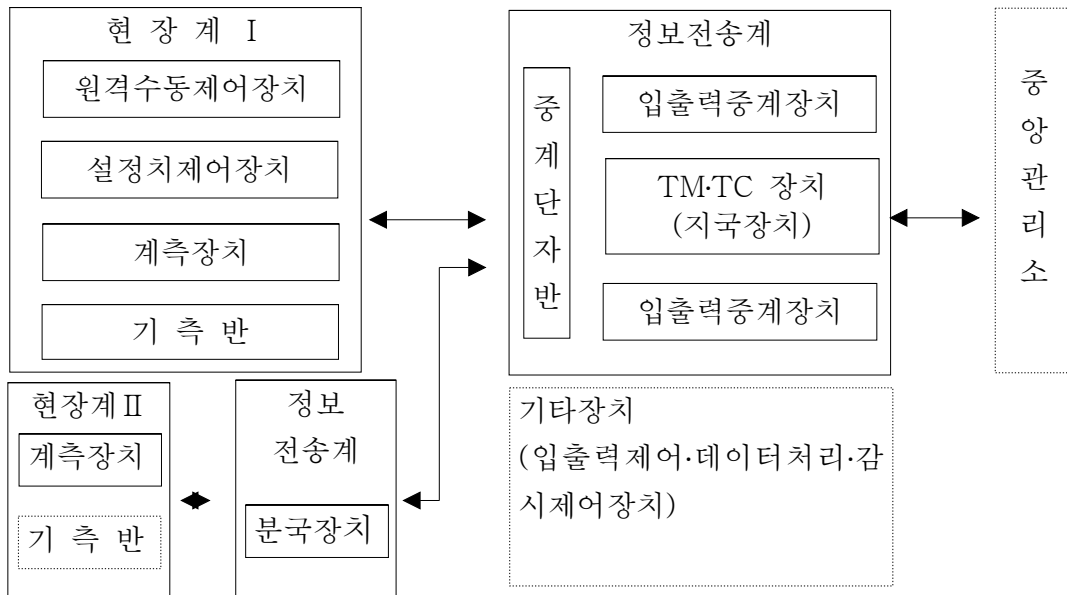 현 장 계 Ⅰ
원격수동제어장치
설정치제어장치
계측장치
기 측 반
정보전송계
중계단자반
입출력중계장치
TM·TC 장치
(지국장치)
입출력중계장치
중앙관리소
현장계Ⅱ
계측장치
기 측 반
정보
전송계
분국장치
기타장치
(입출력제어·데이터처리·감
시제어장치)